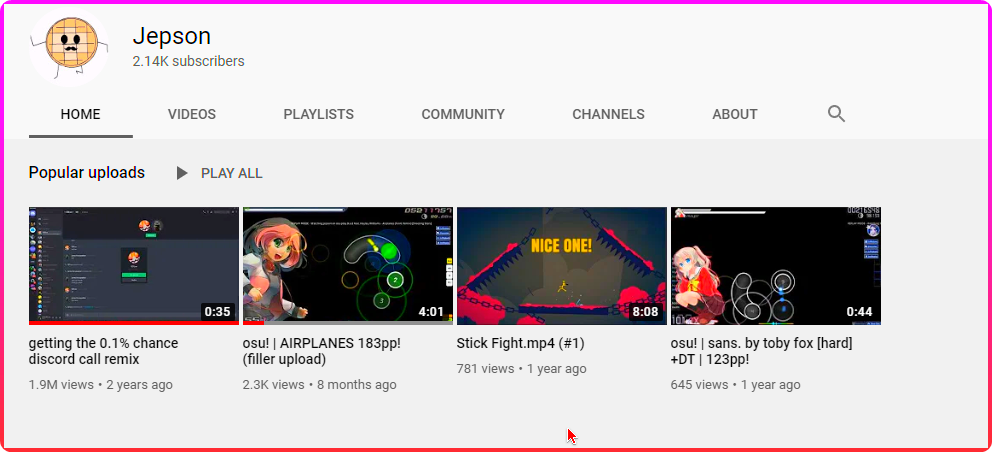 Jepson
2.14K subscribers
HOME VIDEOS PLAYLISTS COMMUNITY CHANNELS ABOUT
Popular uploads PLAY ALL
NICE ONE!
2
3
0:35 4:01 8:08 0:44
getting the 0.1% chance
discord call remix
1.9M views • 2 years ago
osu! | AIRPLANES 183pp!
(filler upload)
2.3K views • 8 months ago
Stick Fight.mp4 (#1)
781 views • 1 year ago
osu! | sans. by toby fox [hard]
+DT | 123pp!
645 views • 1 year ago